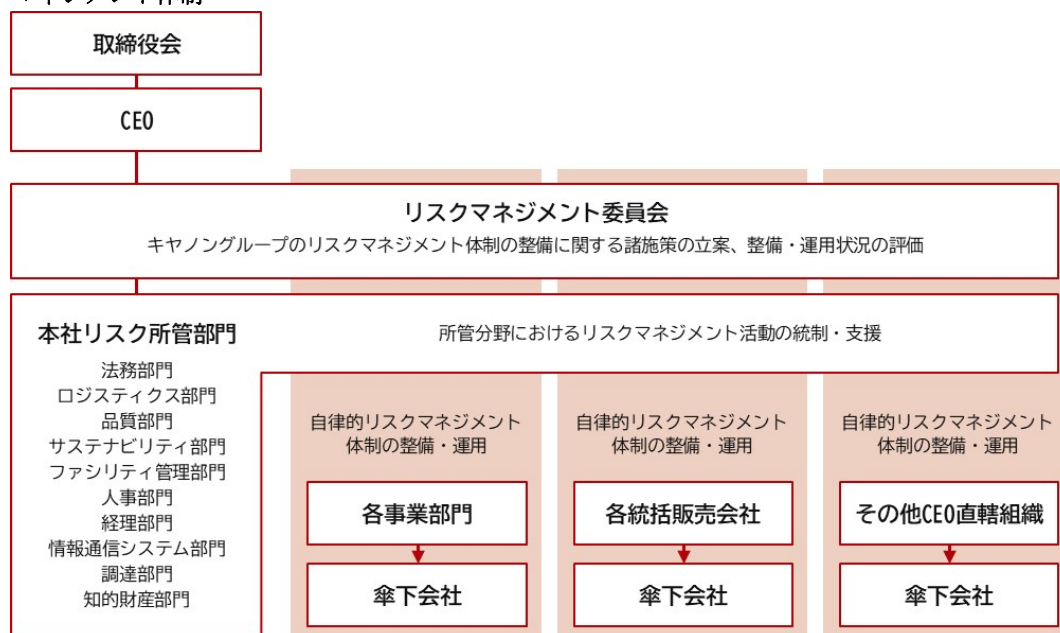 取締役会
CEO
リスクマネジメント委員会
キヤノングループのリスクマネジメント体制の整備に関する諸施策の立案、整備・運用状況の評価
本社リスク所管部門
法務部門
ロジスティクス部門
品質部門
サステナビリティ部門
ファシリティ管理部門
人事部門
経理部門
情報通信システム部門
調達部門
知的財産部門
所管分野におけるリスクマネジメント活動の統制・支援
自律的リスクマネジメント
体制の整備・運用
各事業部門
傘下会社
自律的リスクマネジメント
体制の整備・運用
各統括販売会社
傘下会社
自律的リスクマネジメント
体制の整備・運用
その他CEO直轄組織
傘下会社